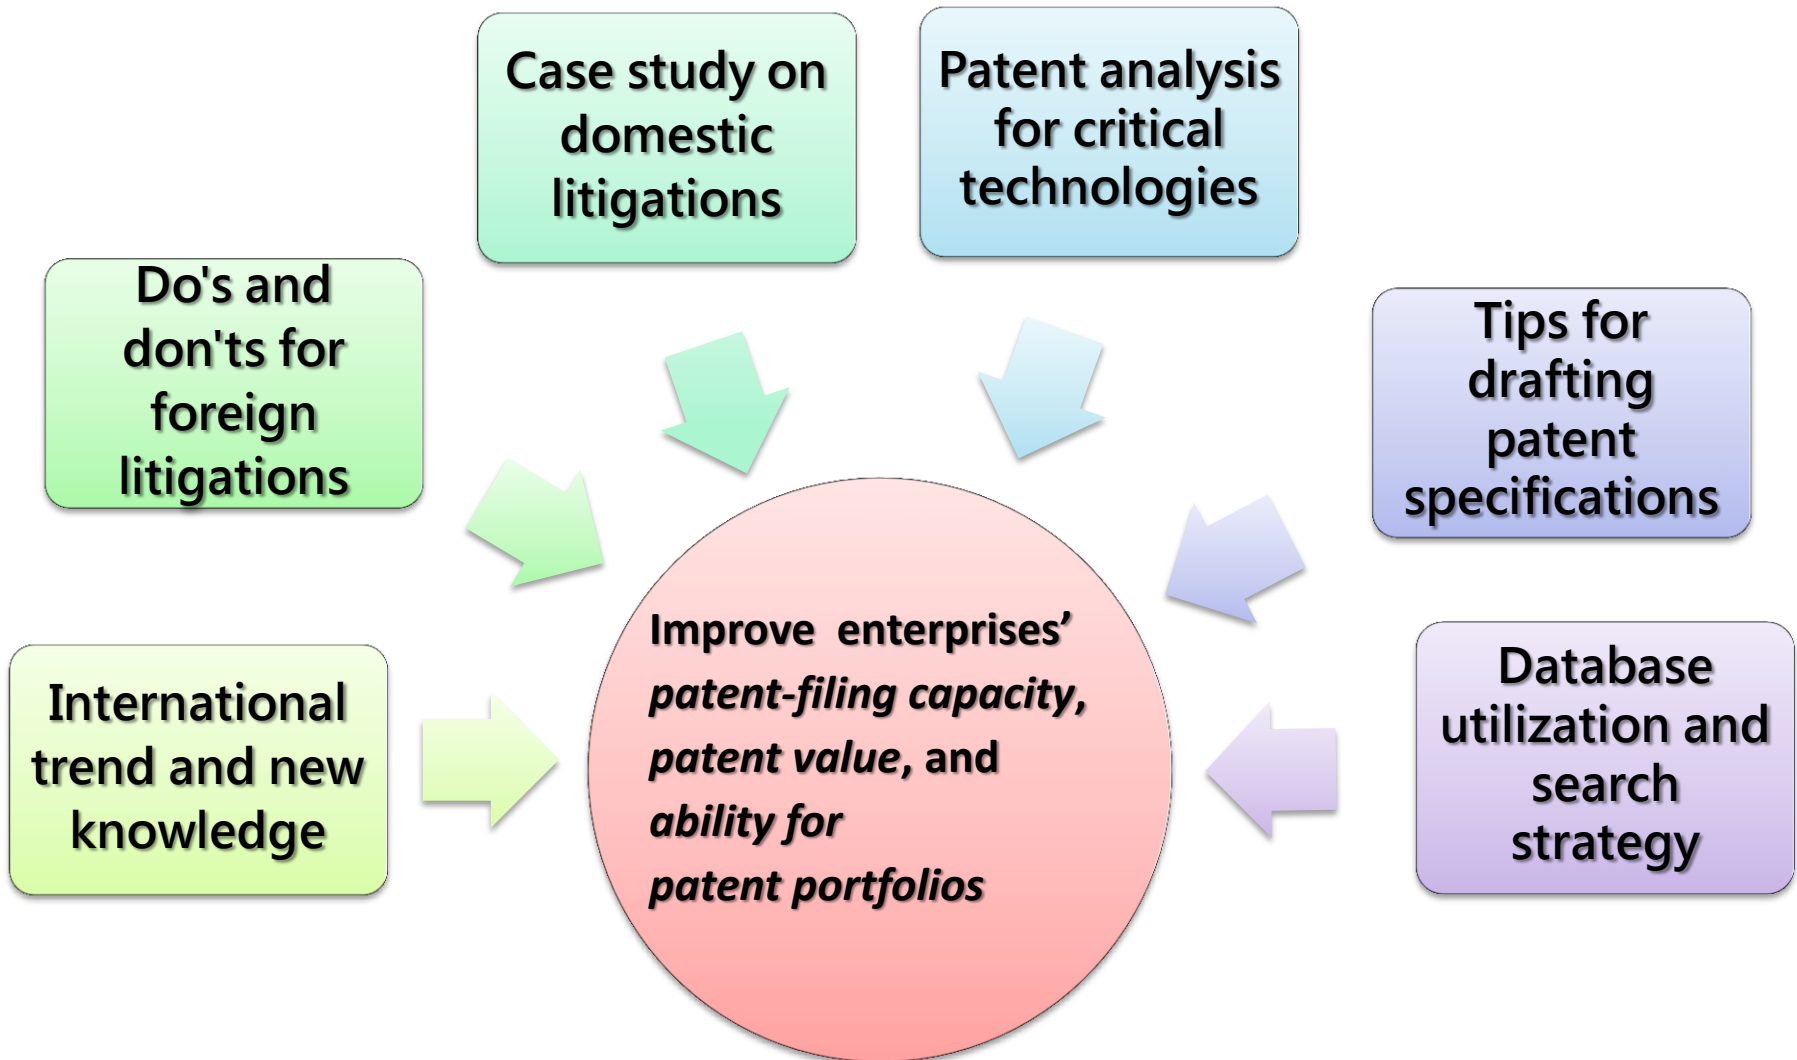 Case study on
domestic
litigations
Patent analysis
for critical
technologies
Do's and
don'ts for
foreign
litigations
Tips for
drafting
patent
specifications
International
trend and new
knowledge
Improve  enterprises’
patent-filing capacity,
patent value, and
ability for
patent portfolios
Database
utilization and
search
strategy